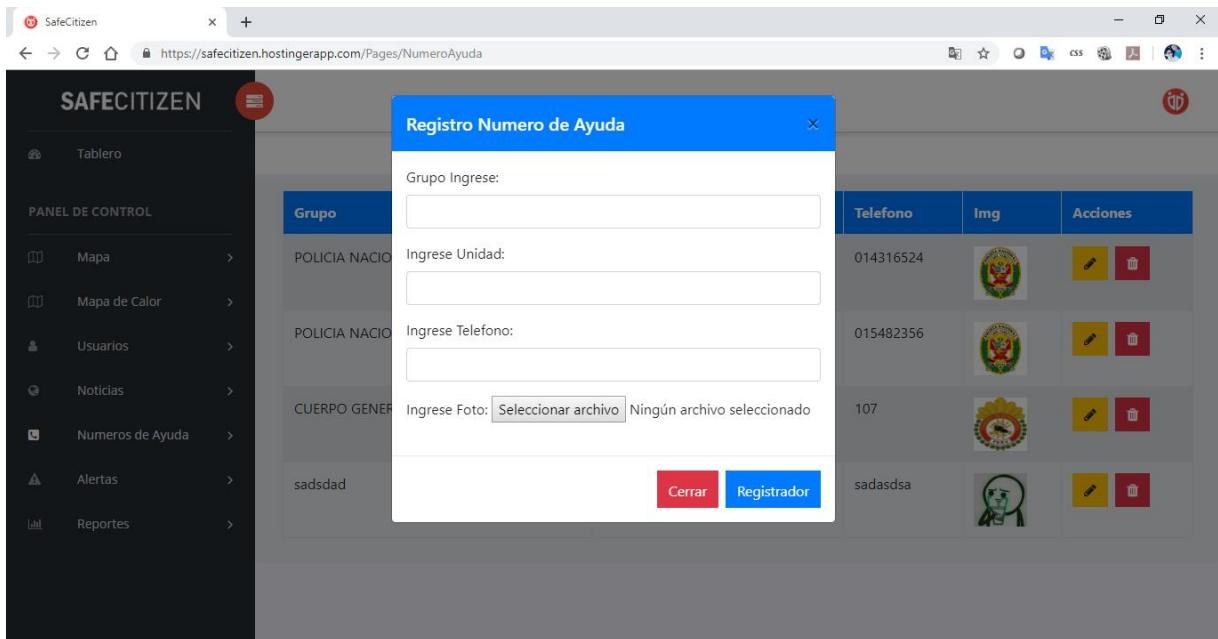 SafeCitizen
https://safecitizen.hostingerapp.com/Pages/NumeroAyuda
CSS
SAFECITIZEN
Tablero
PANEL DE CONTROL
Mapa
Mapa de Calor
Usuarios
Noticias
Numeros de Ayuda
Alertas
Reportes
Registro Numero de Ayuda
Grupo Ingrese:
Ingrese Unidad:
Ingrese Telefono:
Ingrese Foto: Seleccionar archivo Ningún archivo seleccionado
Cerrar Registrador
Grupo Telefono Img Acciones
POLICIA NACIO 014316524
POLICIA NACIO 015482356
CUERPO GENER 107
sadsdad sadasdsa